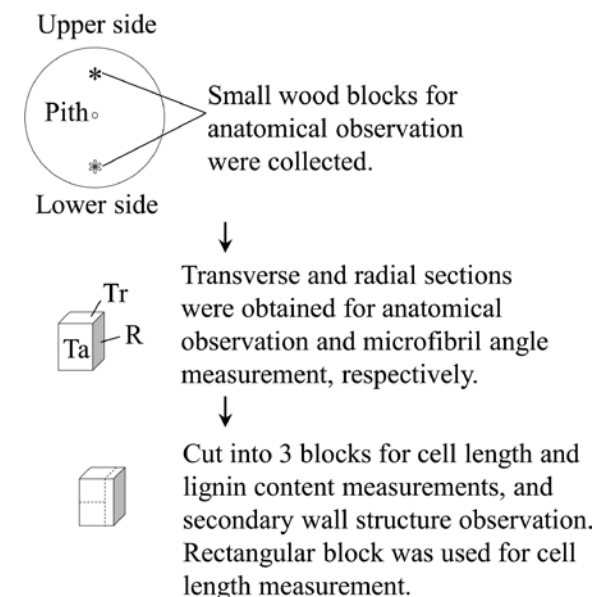 Upper side
Pith
Small wood blocks for
anatomical observation
were collected.
Lower side
Transverse and radial sections
were obtained for anatomical
observation and microfibril angle
measurement, respectively.
Tr
R
Ta
Cut into 3 blocks for cell length and
lignin content measurements, and
secondary wall structure observation.
Rectangular block was used for cell
length measurement.